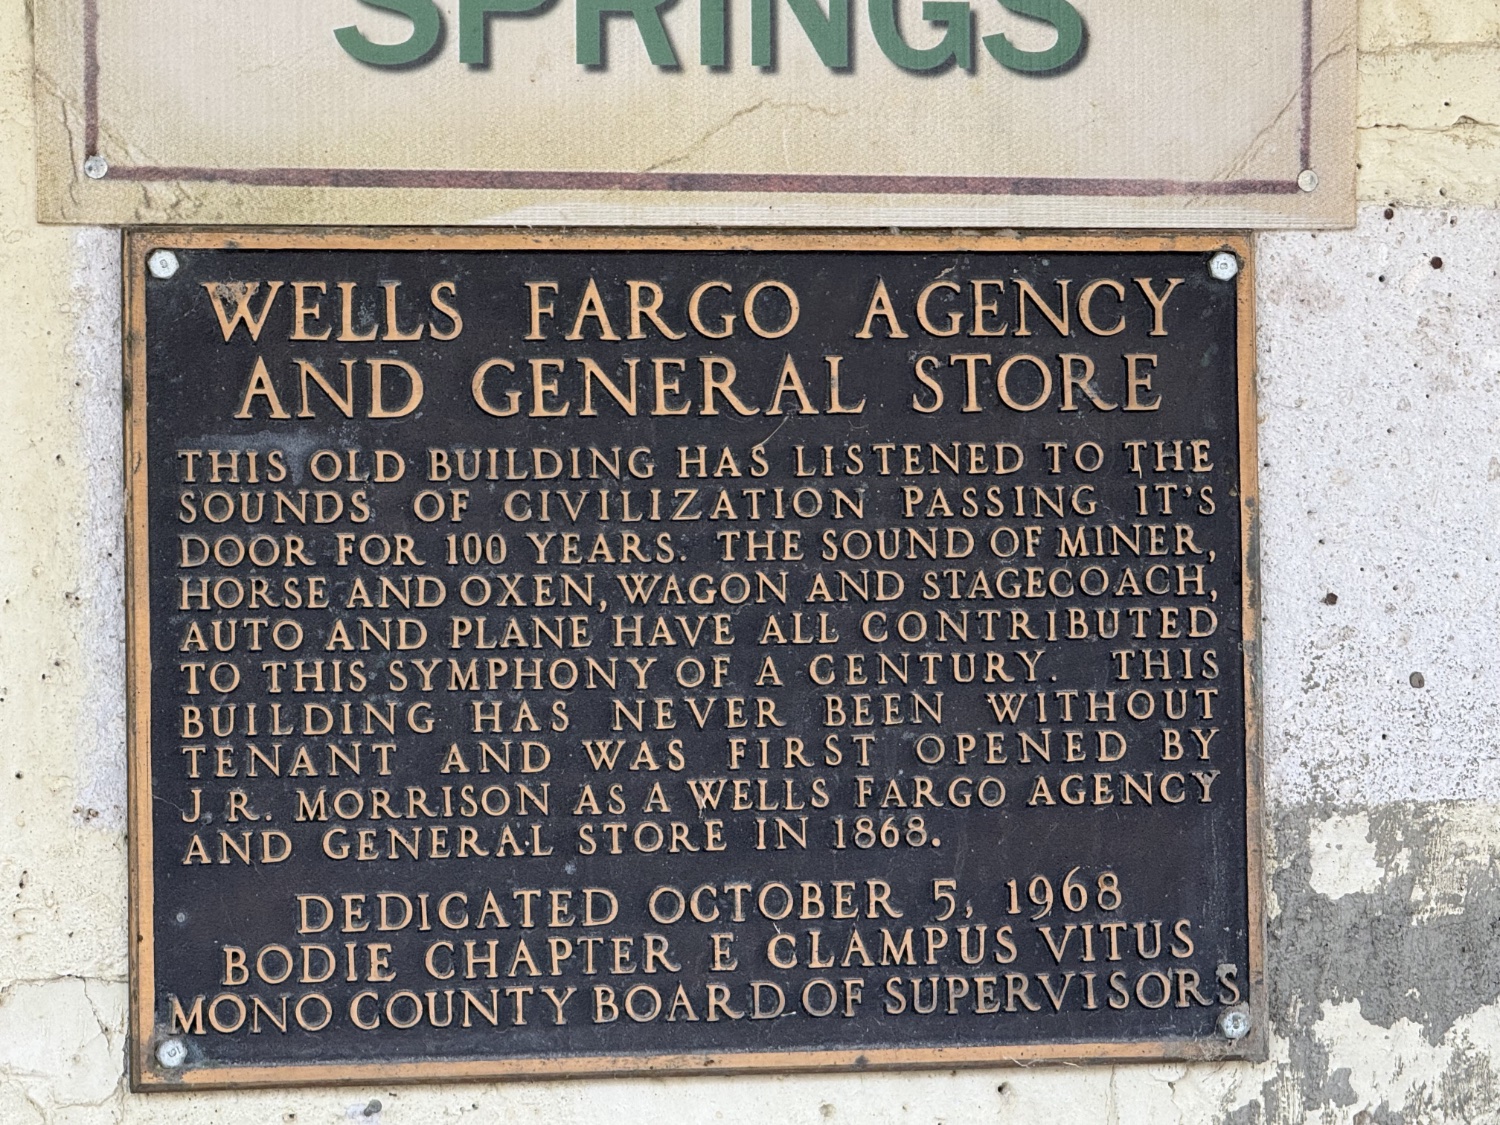 SPRINGS
WELLS FARGO AGENCY
AND GENERAL STORE
THIS OLD BUILDING HAS LISTENED TO THE
SOUNDS OF CIVILIZATION PASSING IT'S
DOOR FOR 100 YEARS. THE SOUND OF MINER,
HORSE AND OXEN, WAGON AND STAGECOACH,
AUTO AND PLANE HAVE ALL CONTRIBUTED
TO THIS SYMPHONY OF A CENTURY. THIS
BUILDING HAS NEVER BEEN WITHOUT
TENANT AND WAS FIRST OPENED BY
J.R. MORRISON AS A WELLS FARGO AGENCY
AND GENERAL STORE IN 1868.
DEDICATED OCTOBER 5, 1968
BODIE CHAPTER E CLAMPUS VITUS
MONO COUNTY BOARD OF SUPERVISORS